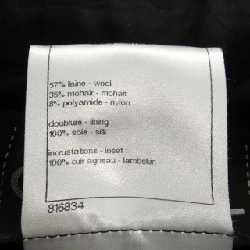 57% laine - wool
35% mohair - mohair
8% polyamide - nylon
doublure - lining
100% soie - silk
incrustations - inset :
100% cuir agneau - lambskin
816834